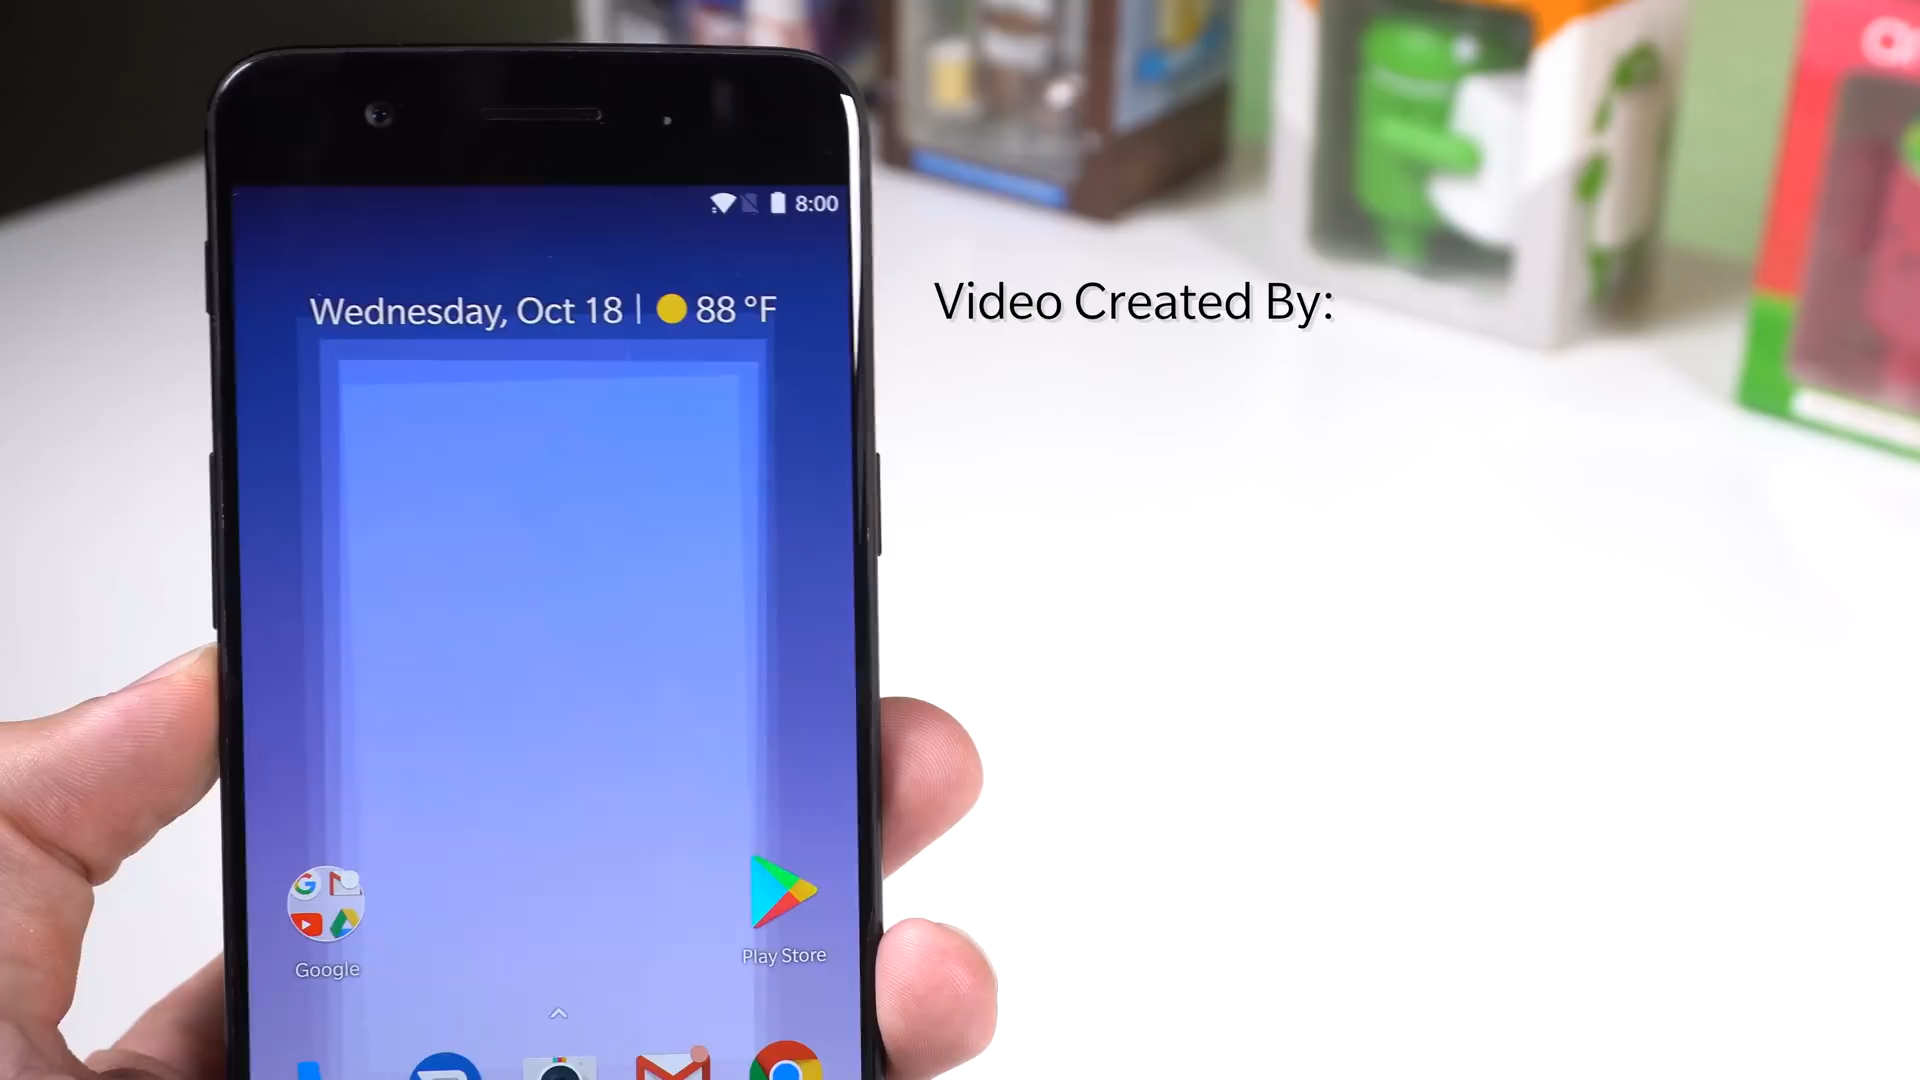 8:00
Wednesday, Oct 18 | 88 °F
Video Created By:
Google
Play Store